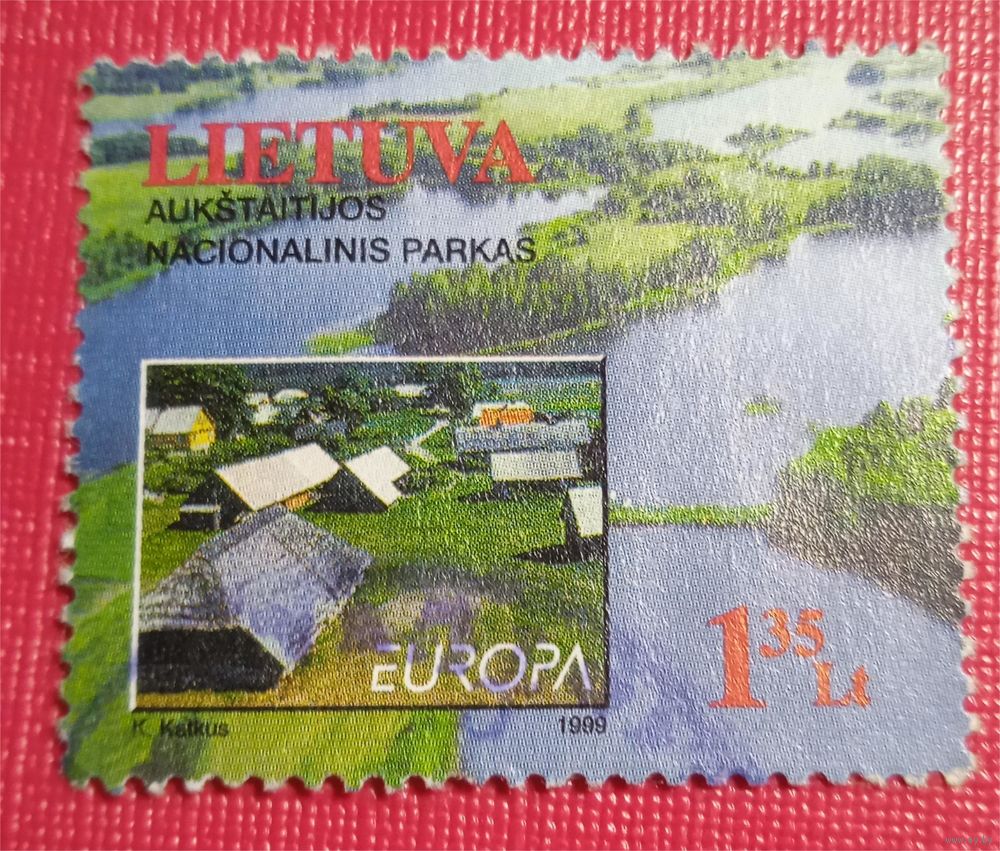 LIETUVA
AUKŠTAITIJOS
NACIONALINIS PARKAS
EUROPA
1 35 Lt
K. Katkus
1999